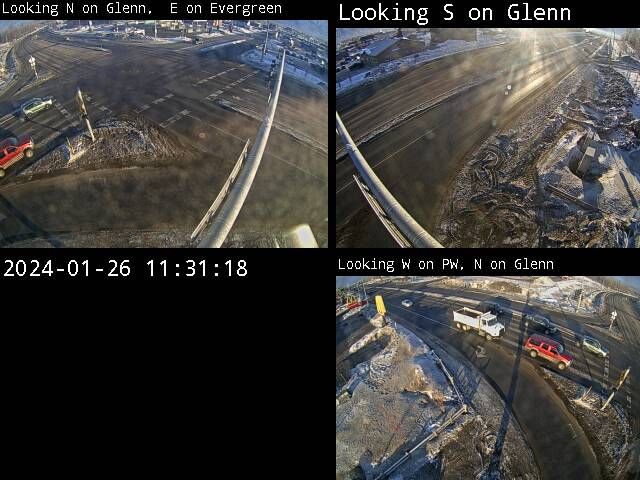 Looking N on Glenn,  E on Evergreen
Looking S on Glenn
2024-01-26 11:31:18
Looking W on PW, N on Glenn